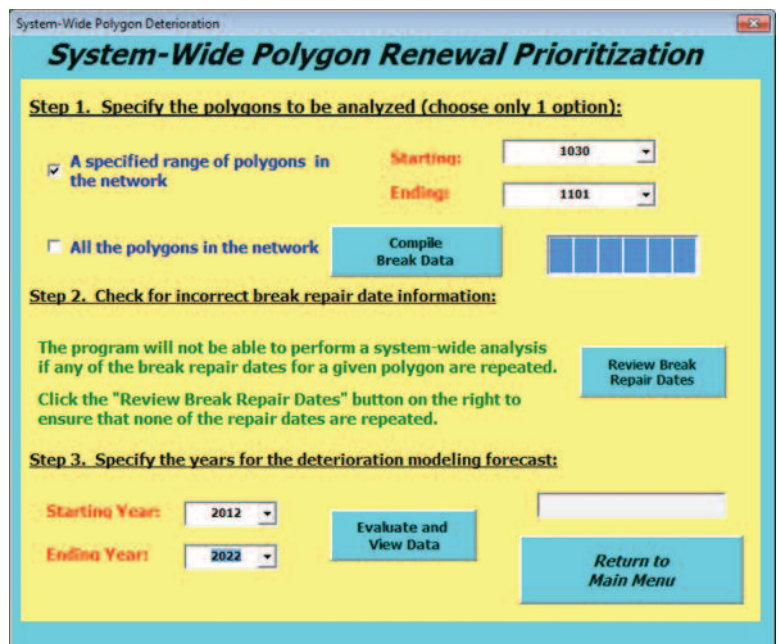 System-Wide Polygon Deterioration
System-Wide Polygon Renewal Prioritization
Step 1. Specify the polygons to be analyzed (choose only 1 option):
A specified range of polygons in
the network
Starting:
1030
Ending:
1101
All the polygons in the network
Compile
Break Data
Step 2. Check for incorrect break repair date information:
The program will not be able to perform a system-wide analysis
if any of the break repair dates for a given polygon are repeated.
Click the "Review Break Repair Dates" button on the right to
ensure that none of the repair dates are repeated.
Review Break
Repair Dates
Step 3. Specify the years for the deterioration modeling forecast:
Starting Year:
2012
Ending Year:
2022
Evaluate and
View Data
Return to
Main Menu